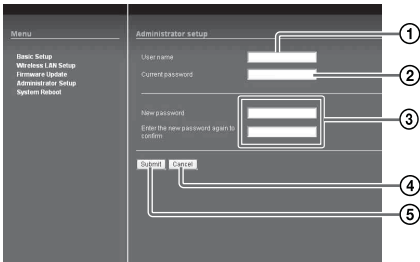 Menu
Basic Setup
Wireless LAN Setup
Firmware Update
Administrator Setup
System Reboot
Administrator setup
User name
Current password
New password
Enter the new password again to
confirm
Submit Cancel
1
2
3
4
5